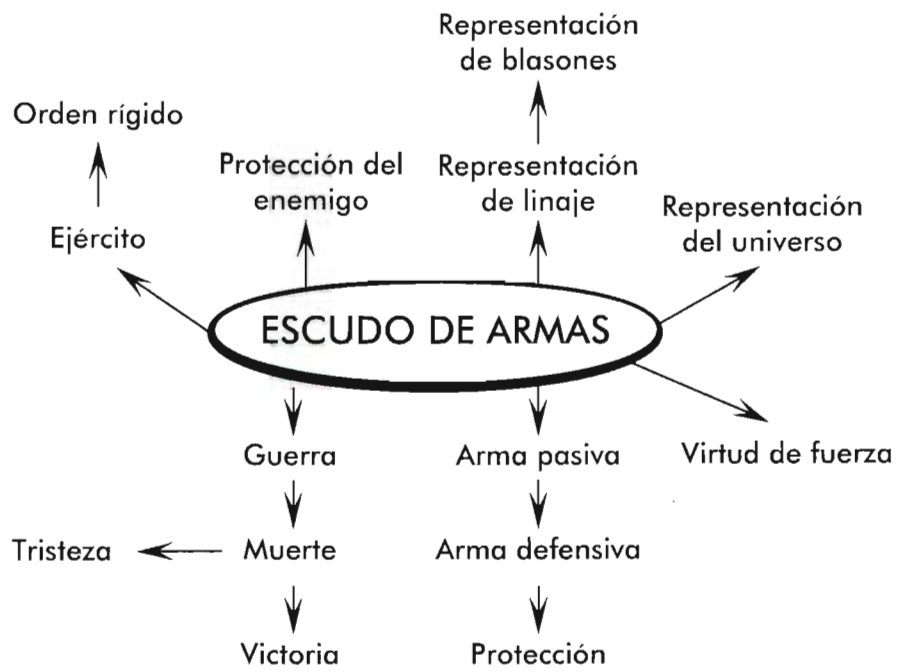 Representación
de blasones
Orden rígido
Protección del
enemigo
Representación
de linaje
Representación
del universo
Ejército
ESCUDO DE ARMAS
Guerra
Arma pasiva
Virtud de fuerza
Tristeza
Muerte
Arma defensiva
Victoria
Protección